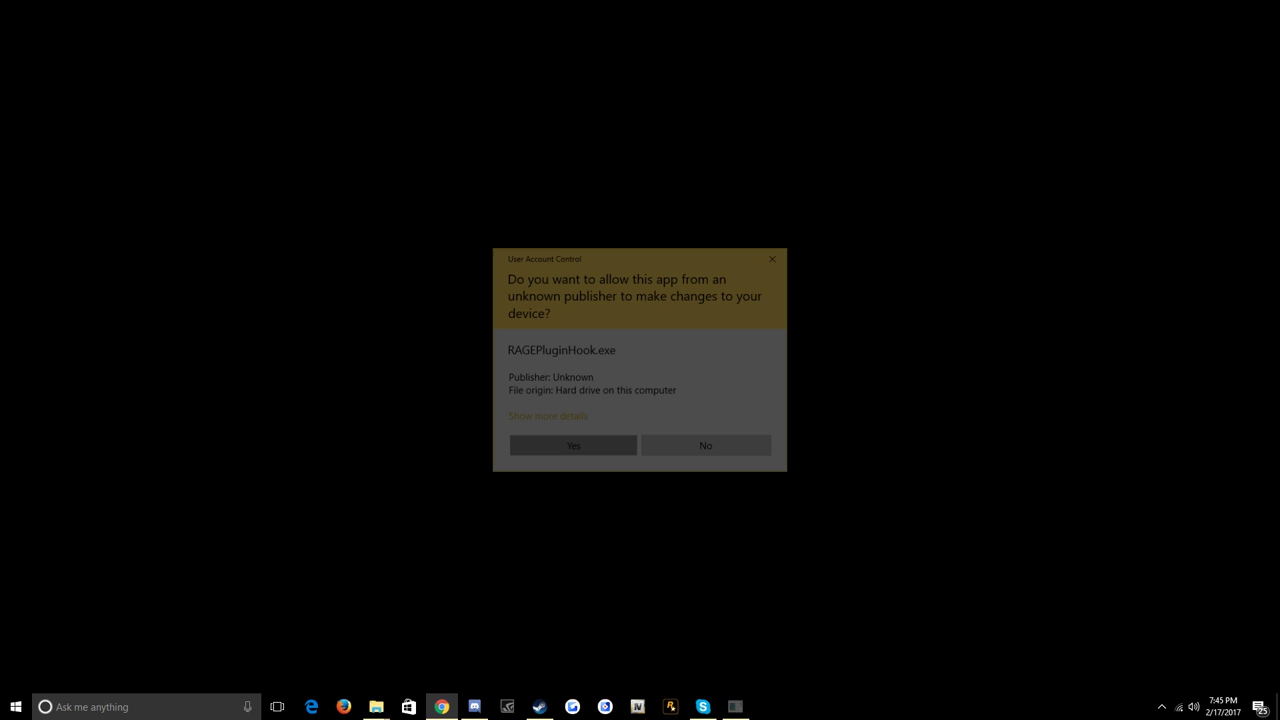 User Account Control
Do you want to allow this app from an
unknown publisher to make changes to your
device?
RAGEPluginHook.exe
Publisher: Unknown
File origin: Hard drive on this computer
Show more details
Yes
No
Ask me anything
IV
R
7:45 PM
2/17/2017
25